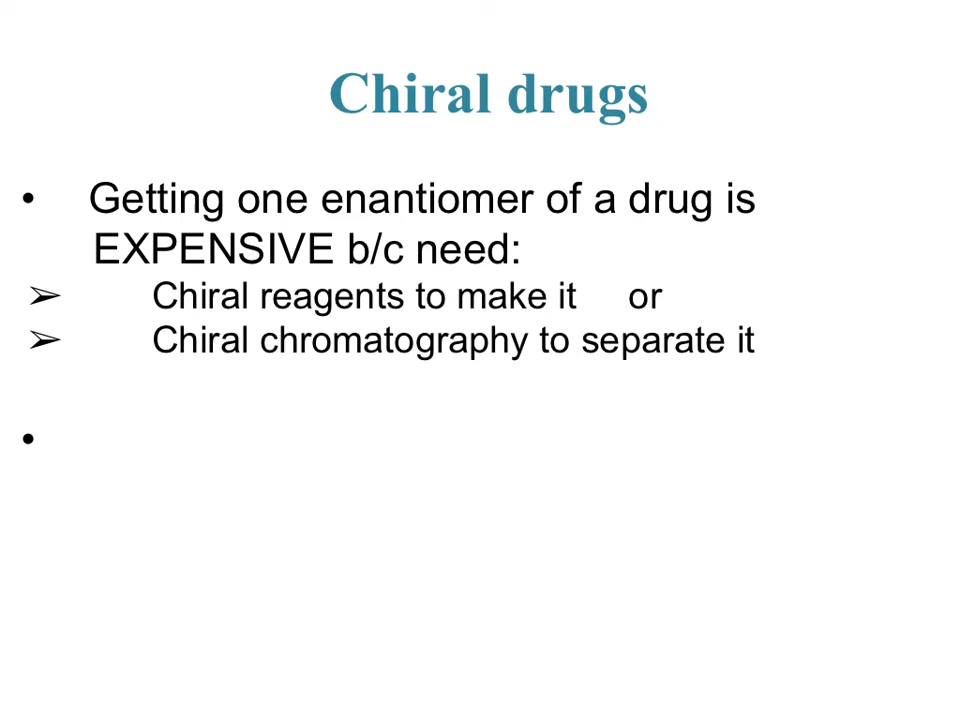 Chiral drugs
• Getting one enantiomer of a drug is
EXPENSIVE b/c need:
➢ Chiral reagents to make it or
➢ Chiral chromatography to separate it
•